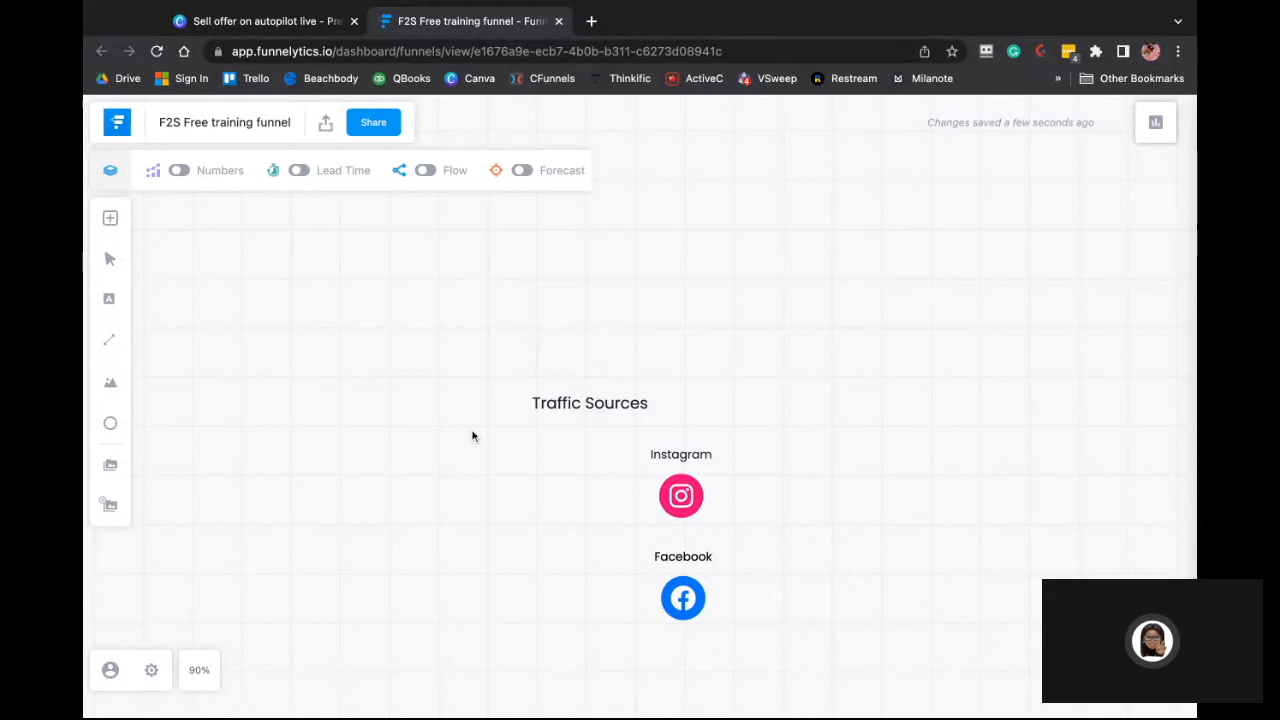 Sell offer on autopilot live - Pre
F2S Free training funnel - Funn
app.funnelytics.io/dashboard/funnels/view/e1676a9e-ecb7-4b0b-b311-c6273d08941c
4
Drive Sign In Trello Beachbody QBooks Canva CFunnels Thinkific ActiveC VSweep Restream Milanote » Other Bookmarks
F2S Free training funnel Share
Changes saved a few seconds ago
Numbers Lead Time Flow Forecast
A
Traffic Sources
Instagram
Facebook
90%